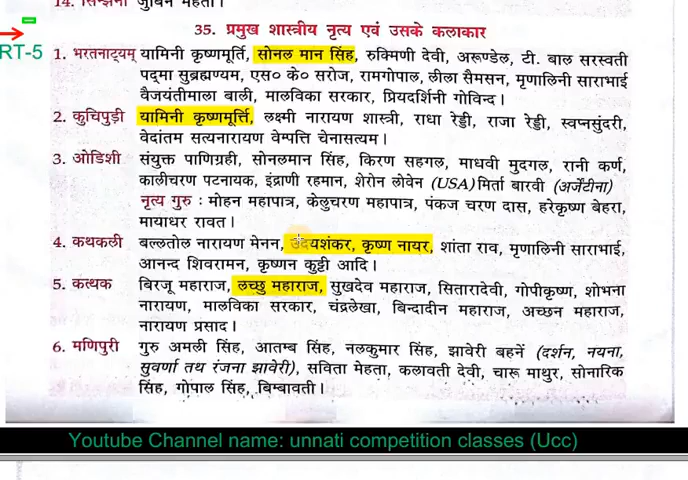 14. सिम्फनी जुबिन मेहता।
35. प्रमुख शास्त्रीय नृत्य एवं उसके कलाकार
RT-5
1. भरतनाट्यम् यामिनी कृष्णमूर्ति, सोनल मान सिंह, रुक्मिणी देवी, अरूण्डेल, टी. बाल सरस्वती
पद्मा सुब्रह्मण्यम, एस० के० सरोज, रामगोपाल, लीला सैमसन, मृणालिनी साराभाई
वैजयंतीमाला बाली, मालविका सरकार, प्रियदर्शिनी गोविन्द।
2. कुचिपुड़ी यामिनी कृष्णमूर्त्ति, लक्ष्मी नारायण शास्त्री, राधा रेड्डी, राजा रेड्डी, स्वप्नसुंदरी,
वेदांतम सत्यनारायण वेम्पत्ति चेनासत्यम।
3. ओडिशी संयुक्त पाणिग्रही, सोनलमान सिंह, किरण सहगल, माधवी मुदगल, रानी कर्ण,
कालीचरण पटनायक, इंद्राणी रहमान, शेरोन लोवेन (USA) मिर्ता बारवी (अर्जेंटीना)
नृत्य गुरु : मोहन महापात्र, केलुचरण महापात्र, पंकज चरण दास, हरेकृष्ण बेहरा,
मायाधर रावत।
4. कथकली बल्लतोल नारायण मेनन, उदयशंकर, कृष्ण नायर, शांता राव, मृणालिनी साराभाई,
आनन्द शिवरामन, कृष्णन कुट्टी आदि।
5. कत्थक बिरजू महाराज, लच्छु महाराज, सुखदेव महाराज, सितारादेवी, गोपीकृष्ण, शोभना
नारायण, मालविका सरकार, चंद्रलेखा, बिन्दादीन महाराज, अच्छन महाराज,
नारायण प्रसाद।
6. मणिपुरी गुरु अमली सिंह, आतम्ब सिंह, नलकुमार सिंह, झावेरी बहनें (दर्शन, नयना,
सुवर्णा तथ रंजना झावेरी), सविता मेहता, कलावती देवी, चारू माथुर, सोनारिक
सिंह, गोपाल सिंह, बिम्बावती।
Youtube Channel name: unnati competition classes (Ucc)